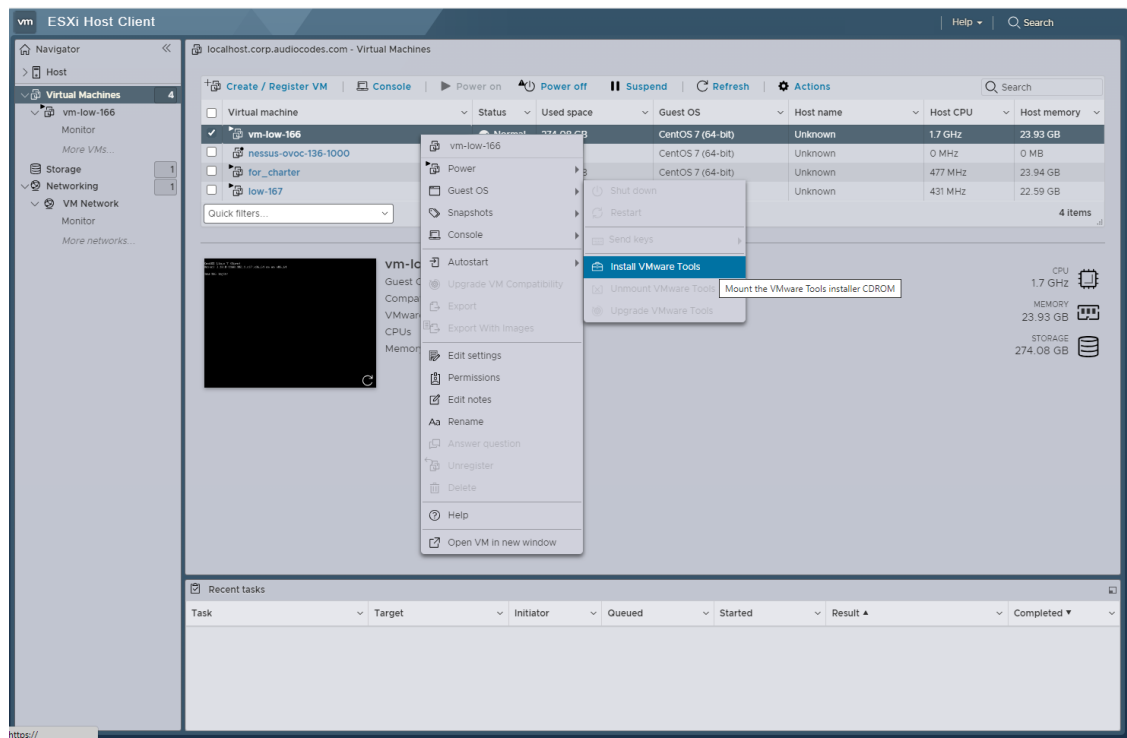 vm ESXi Host Client
Help
Search
Navigator
localhost.corp.audiocodes.com - Virtual Machines
Host
Virtual Machines 4
vm-low-166
Monitor
More VMs...
Storage 1
Networking 1
VM Network
Monitor
More networks...
Create / Register VM | Console | Power on Power off Suspend | Refresh | Actions
Search
Virtual machine Status Used space Guest OS Host name Host CPU Host memory
vm-low-166 Normal 274.08 GB CentOS 7 (64-bit) Unknown 1.7 GHz 23.93 GB
nessus-ovoc-136-1000 CentOS 7 (64-bit) Unknown 0 MHz 0 MB
for_charter B CentOS 7 (64-bit) Unknown 477 MHz 23.94 GB
low-167 Unknown 431 MHz 22.59 GB
Quick filters...
4 items
vm-low-166
Power
Guest OS
Snapshots
Console
Autostart
Upgrade VM Compatibility
Export
Export With Images
Edit settings
Permissions
Edit notes
Aa Rename
Answer question
Unregister
Delete
Help
Open VM in new window
Shut down
Restart
Send keys
Install VMware Tools
Unmount VMware Tools
Upgrade VMware Tools
Mount the VMware Tools installer CDROM
vm-lo
Guest O
Compa
VMwar
CPUs
Memor
CPU
1.7 GHz
MEMORY
23.93 GB
STORAGE
274.08 GB
Recent tasks
Task Target Initiator Queued Started Result Completed
https://